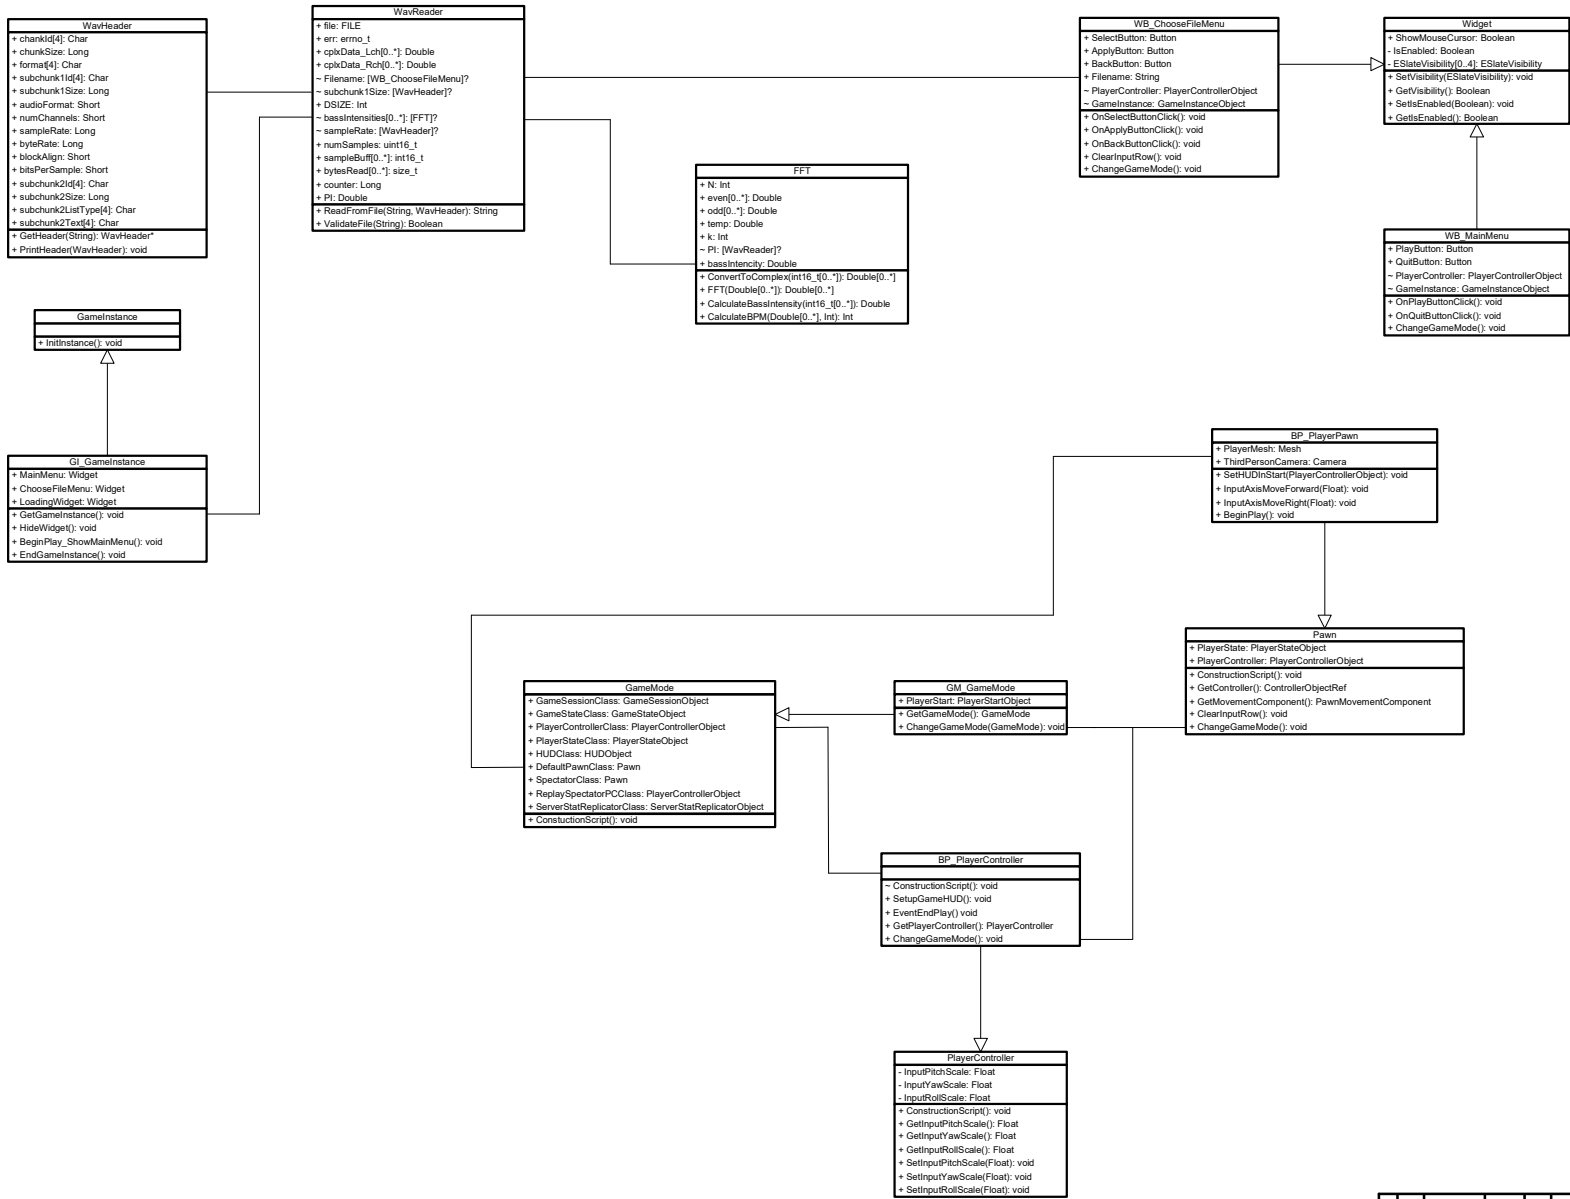 WavHeader
+ chankId[4]: Char
+ chunkSize: Long
+ format[4]: Char
+ subchunk1Id[4]: Char
+ subchunk1Size: Long
+ audioFormat: Short
+ numChannels: Short
+ sampleRate: Long
+ byteRate: Long
+ blockAlign: Short
+ bitsPerSample: Short
+ subchunk2Id[4]: Char
+ subchunk2Size: Long
+ subchunk2ListType[4]: Char
+ subchunk2Text[4]: Char
+ GetHeader(String): WavHeader*
+ PrintHeader(WavHeader): void
WavReader
+ file: FILE
+ err: errno_t
+ cplxData_Lch[0..*]: Double
+ cplxData_Rch[0..*]: Double
~ Filename: [WB_ChooseFileMenu]?
~ subchunk1Size: [WavHeader]?
+ DSIZE: Int
~ bassIntensities[0..*]: [FFT]?
~ sampleRate: [WavHeader]?
+ numSamples: uint16_t
+ sampleBuff[0..*]: int16_t
+ bytesRead[0..*]: size_t
+ counter: Long
+ PI: Double
+ ReadFromFile(String, WavHeader): String
+ ValidateFile(String): Boolean
WB_ChooseFileMenu
+ SelectButton: Button
+ ApplyButton: Button
+ BackButton: Button
+ Filename: String
~ PlayerController: PlayerControllerObject
~ GameInstance: GameInstanceObject
+ OnSelectButtonClick(): void
+ OnApplyButtonClick(): void
+ OnBackButtonClick(): void
+ ClearInputRow(): void
+ ChangeGameMode(): void
Widget
+ ShowMouseCursor: Boolean
- IsEnabled: Boolean
- ESlateVisibility[0..4]: ESlateVisibility
+ SetVisibility(ESlateVisibility): void
+ GetVisibility(): Boolean
+ SetIsEnabled(Boolean): void
+ GetIsEnabled(): Boolean
FFT
+ N: Int
+ even[0..*]: Double
+ odd[0..*]: Double
+ temp: Double
+ k: Int
~ PI: [WavReader]?
+ bassIntencity: Double
+ ConvertToComplex(int16_t[0..*]): Double[0..*]
+ FFT(Double[0..*]): Double[0..*]
+ CalculateBassIntensity(int16_t[0..*]): Double
+ CalculateBPM(Double[0..*], Int): Int
WB_MainMenu
+ PlayButton: Button
+ QuitButton: Button
~ PlayerController: PlayerControllerObject
~ GameInstance: GameInstanceObject
+ OnPlayButtonClick(): void
+ OnQuitButtonClick(): void
+ ChangeGameMode(): void
GameInstance
+ InitInstance(): void
GI_GameInstance
+ MainMenu: Widget
+ ChooseFileMenu: Widget
+ LoadingWidget: Widget
+ GetGameInstance(): void
+ HideWidget(): void
+ BeginPlay_ShowMainMenu(): void
+ EndGameInstance(): void
BP_PlayerPawn
+ PlayerMesh: Mesh
+ ThirdPersonCamera: Camera
+ SetHUDInStart(PlayerControllerObject): void
+ InputAxisMoveForward(Float): void
+ InputAxisMoveRight(Float): void
+ BeginPlay(): void
Pawn
+ PlayerState: PlayerStateObject
+ PlayerController: PlayerControllerObject
+ ConstructionScript(): void
+ GetController(): ControllerObjectRef
+ GetMovementComponent(): PawnMovementComponent
+ ClearInputRow(): void
+ ChangeGameMode(): void
GameMode
+ GameSessionClass: GameSessionObject
+ GameStateClass: GameStateObject
+ PlayerControllerClass: PlayerControllerObject
+ PlayerStateClass: PlayerStateObject
+ HUDClass: HUDObject
+ DefaultPawnClass: Pawn
+ SpectatorClass: Pawn
+ ReplaySpectatorPCClass: PlayerControllerObject
+ ServerStatReplicatorClass: ServerStatReplicatorObject
+ ConstuctionScript(): void
GM_GameMode
+ PlayerStart: PlayerStartObject
+ GetGameMode(): GameMode
+ ChangeGameMode(GameMode): void
BP_PlayerController
~ ConstructionScript(): void
+ SetupGameHUD(): void
+ EventEndPlay() void
+ GetPlayerController(): PlayerController
+ ChangeGameMode(): void
PlayerController
- InputPitchScale: Float
- InputYawScale: Float
- InputRollScale: Float
+ ConstructionScript(): void
+ GetInputPitchScale(): Float
+ GetInputYawScale(): Float
+ GetInputRollScale(): Float
+ SetInputPitchScale(Float): void
+ SetInputYawScale(Float): void
+ SetInputRollScale(Float): void